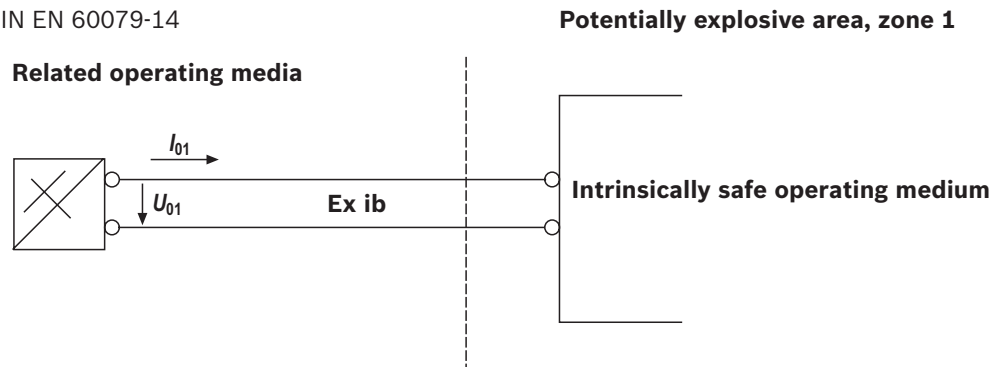 IN EN 60079-14
Potentially explosive area, zone 1
Related operating media
I01
U01
Ex ib
Intrinsically safe operating medium